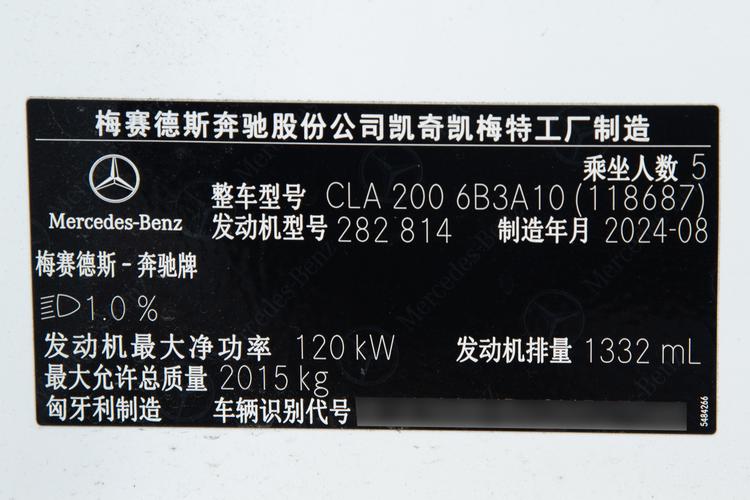 梅赛德斯奔驰股份公司凯奇凯梅特工厂制造
乘坐人数 5
整车型号 CLA 200 6B3A10 (118687)
Mercedes-Benz
发动机型号 282 814 制造年月 2024-08
梅赛德斯-奔驰牌
1.0 %
发动机最大净功率 120 kW 发动机排量 1332 mL
最大允许总质量 2015 kg
匈牙利制造 车辆识别代号
5484266